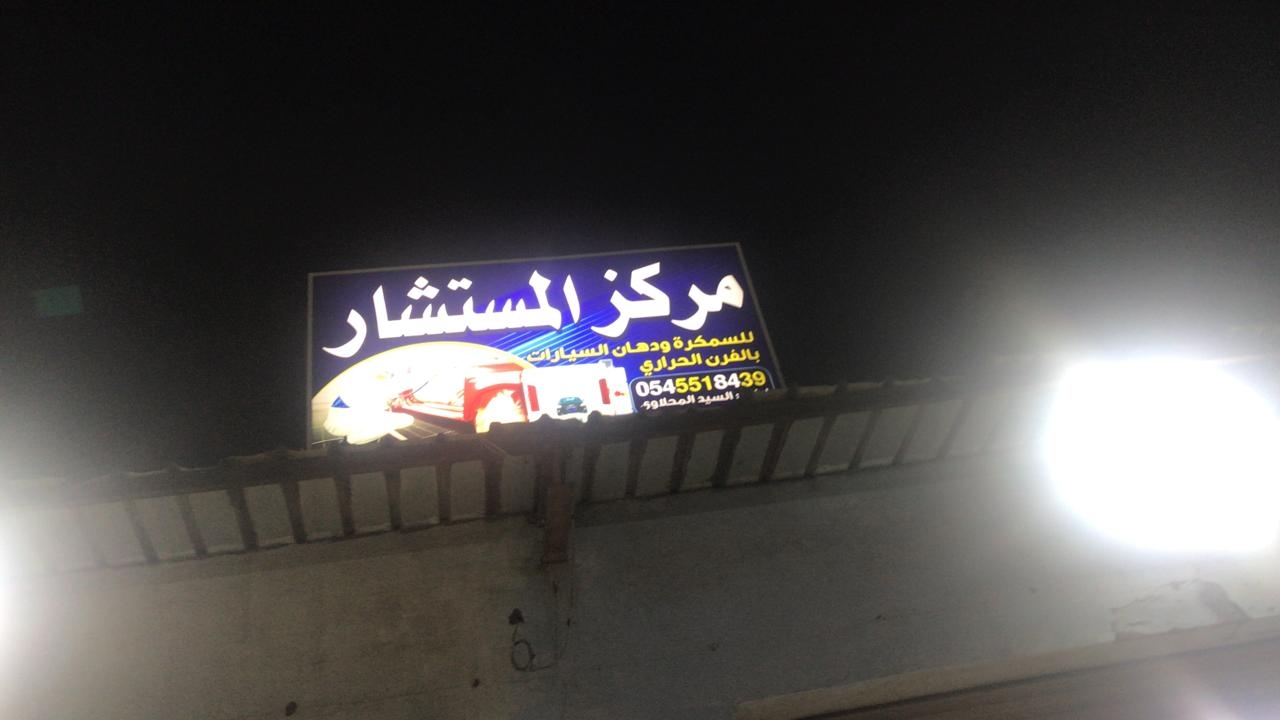 مركز المستشار
للسمكرة ودهان السيارات
بالفرن الحراري
0545518439
السيد المحلاوي